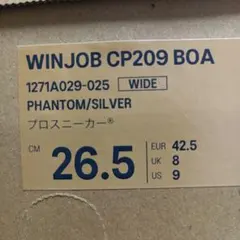 WINJOB CP209 BOA
1271A029-025 WIDE
PHANTOM/SILVER
プロスニーカー®
CM 26.5
EUR 42.5
UK 8
US 9